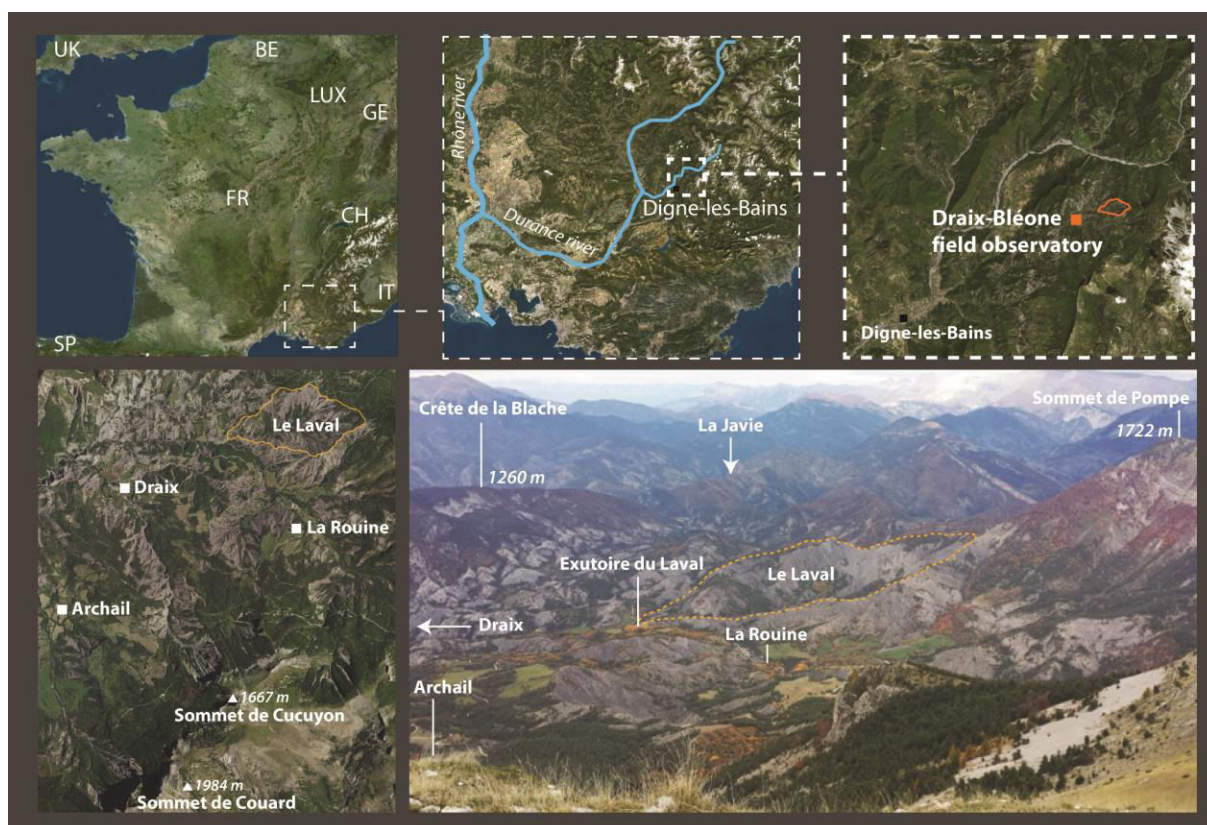 UK
BE
LUX
GE
FR
CH
IT
SP
Rhône river
Durance river
Digne-les-Bains
Draix-Bléone
field observatory
Digne-les-Bains
Le Laval
Draix
La Rouine
Archail
1667 m
Sommet de Cucuyon
1984 m
Sommet de Couard
Crête de la Blache
1260 m
La Javie
Sommet de Pompe
1722 m
Exutoire du Laval
Le Laval
Draix
La Rouine
Archail